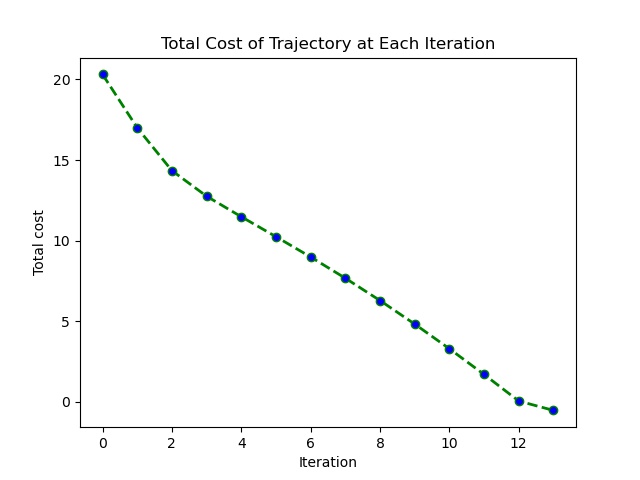 Total Cost of Trajectory at Each Iteration
20
15
10
5
0
Total cost
0 2 4 6 8 10 12
Iteration